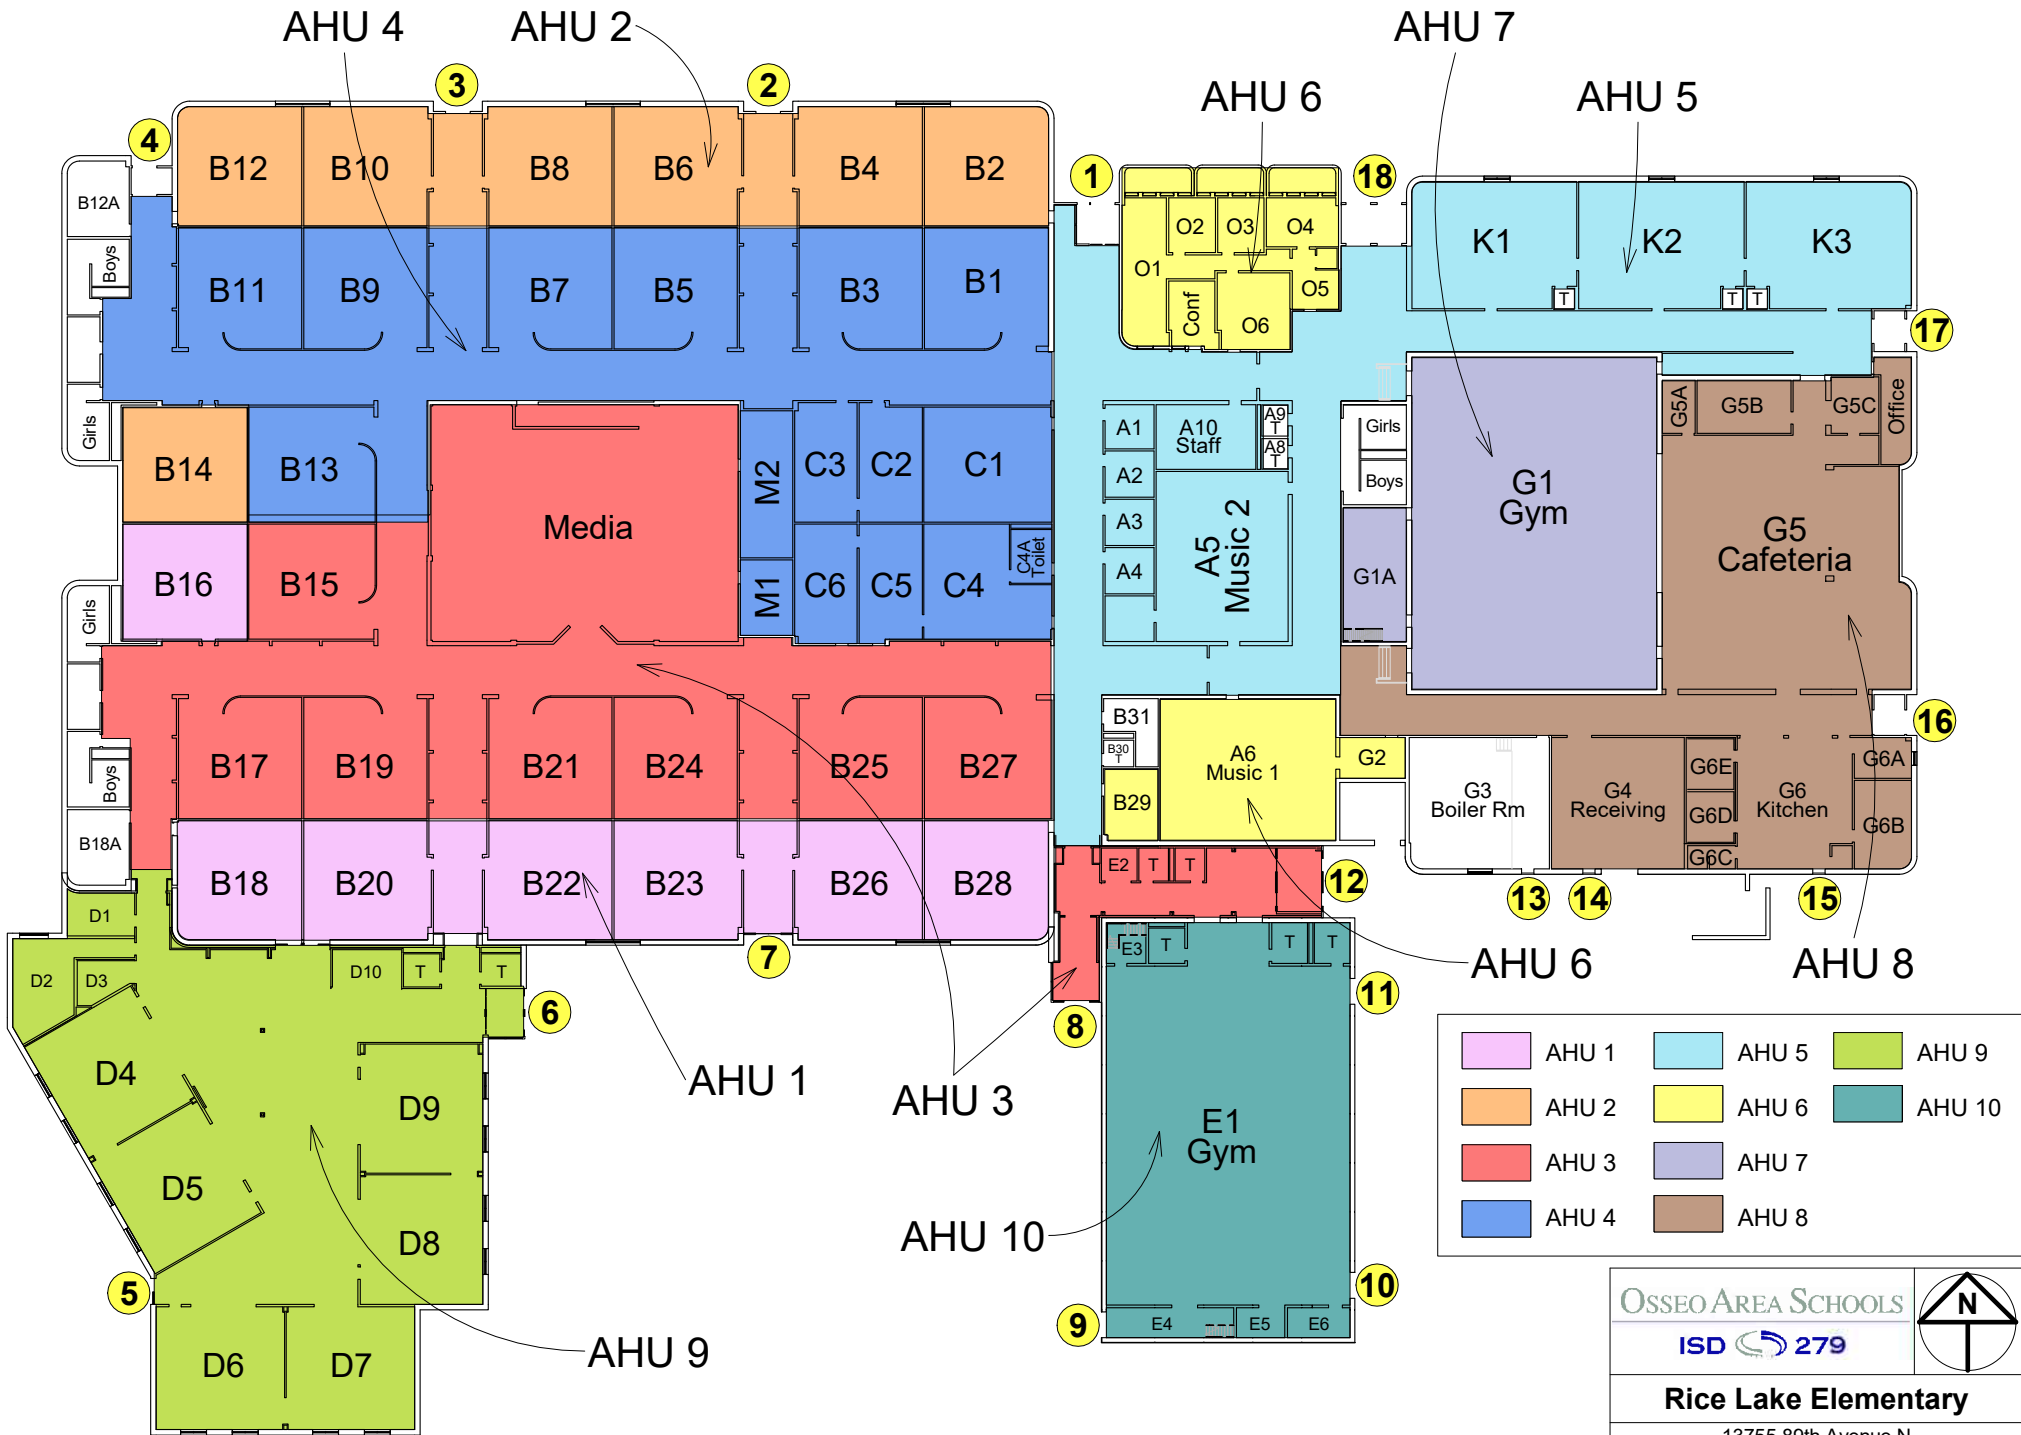 AHU 4
AHU 2
AHU 7
AHU 6
AHU 5
3
2
4
1
18
B12
B10
B8
B6
B4
B2
B12A
Boys
O2
O3
O4
O1
O5
O6
Conf
K1
K2
K3
T
T
T
17
B11
B9
B7
B5
B3
B1
Girls
B14
B13
Media
M2
C3
C2
C1
A1
A10
Staff
A9
T
A8
T
A2
A3
A4
A5
Music 2
Girls
Boys
G1
Gym
G1A
G5A
G5B
G5C
Office
G5
Cafeteria
B16
B15
M1
C6
C5
C4
C4A
Toilet
Girls
Boys
B18A
B17
B19
B21
B24
B25
B27
B31
B30
T
B29
A6
Music 1
G2
16
G3
Boiler Rm
G4
Receiving
G6E
G6D
G6C
G6
Kitchen
G6A
G6B
B18
B20
B22
B23
B26
B28
E2
T
T
12
13
14
15
D1
D2
D3
D10
T
T
6
7
8
E3
T
T
T
11
AHU 6
AHU 8
D4
D9
D5
D8
AHU 1
AHU 3
E1
Gym
AHU 10
5
D6
D7
AHU 9
9
E4
E5
E6
10
AHU 1
AHU 5
AHU 9
AHU 2
AHU 6
AHU 10
AHU 3
AHU 7
AHU 4
AHU 8
OSSEO AREA SCHOOLS
ISD 279
N
Rice Lake Elementary
13755 89th Avenue N